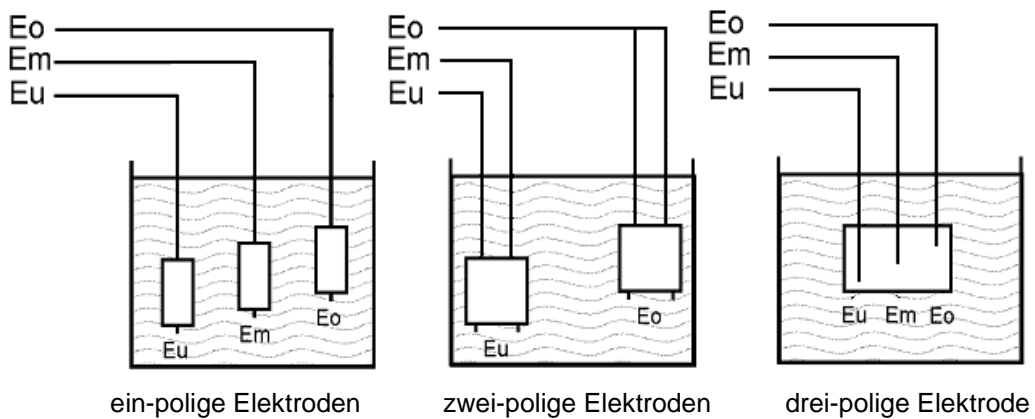 Eo
Em
Eu
Eu
Em
Eo
ein-polige Elektroden
Eo
Em
Eu
Eu
Eo
zwei-polige Elektroden
Eo
Em
Eu
Eu Em Eo
drei-polige Elektrode